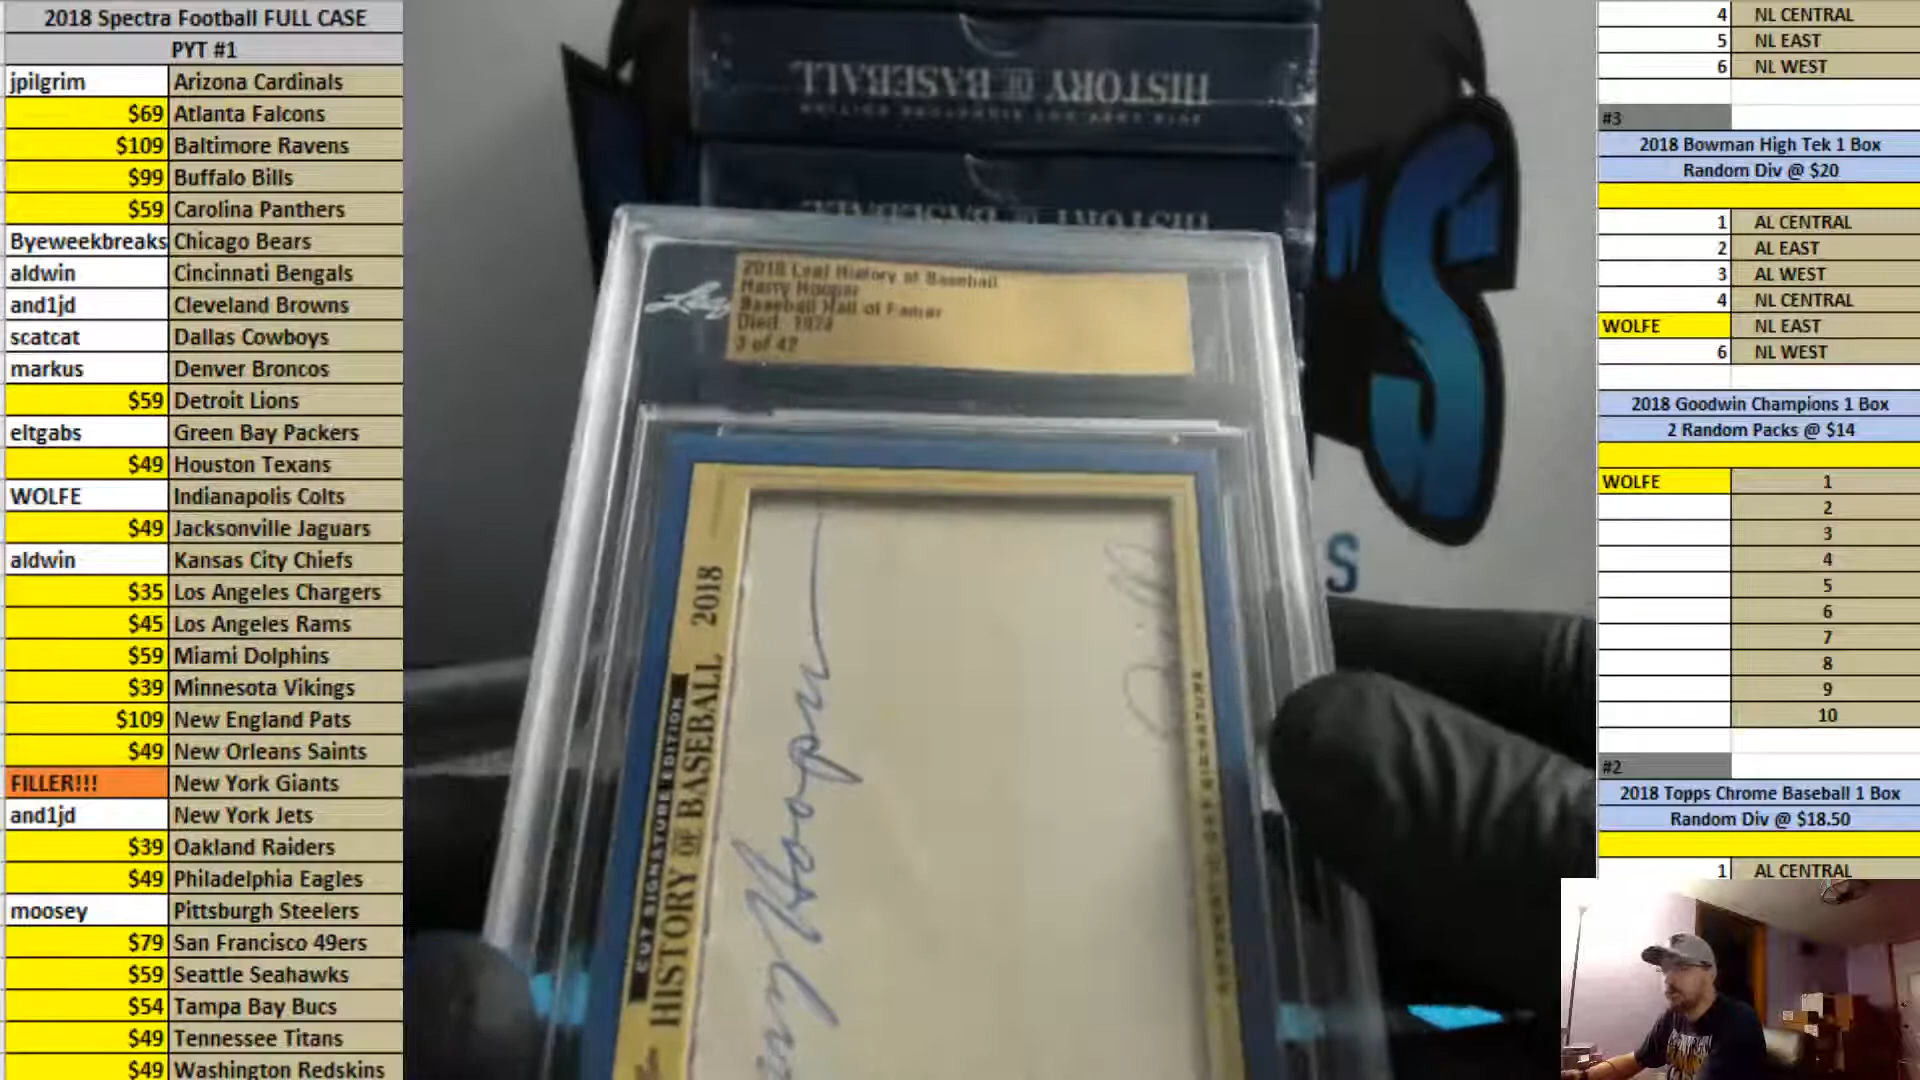 2018 Spectra Football FULL CASE
PYT #1
jpilgrim Arizona Cardinals
$69 Atlanta Falcons
$109 Baltimore Ravens
$99 Buffalo Bills
$59 Carolina Panthers
Byeweekbreaks Chicago Bears
aldwin Cincinnati Bengals
and1jd Cleveland Browns
scatcat Dallas Cowboys
markus Denver Broncos
$59 Detroit Lions
eltgabs Green Bay Packers
$49 Houston Texans
WOLFE Indianapolis Colts
$49 Jacksonville Jaguars
aldwin Kansas City Chiefs
$35 Los Angeles Chargers
$45 Los Angeles Rams
$59 Miami Dolphins
$39 Minnesota Vikings
$109 New England Pats
$49 New Orleans Saints
FILLER!!! New York Giants
and1jd New York Jets
$39 Oakland Raiders
$49 Philadelphia Eagles
moosey Pittsburgh Steelers
$79 San Francisco 49ers
$59 Seattle Seahawks
$54 Tampa Bay Bucs
$49 Tennessee Titans
$49 Washington Redskins
HISTORY OF BASEBALL
HISTORY OF BASEBALL
Leaf
2018 Leaf History of Baseball
Harry Hooper
Baseball Hall of Famer
Died: 1974
3 of 42
CUT SIGNATURE EDITION
HISTORY OF BASEBALL 2018
Hooper
4 NL CENTRAL
5 NL EAST
6 NL WEST
#3
2018 Bowman High Tek 1 Box
Random Div @ $20
1 AL CENTRAL
2 AL EAST
3 AL WEST
4 NL CENTRAL
WOLFE NL EAST
6 NL WEST
2018 Goodwin Champions 1 Box
2 Random Packs @ $14
WOLFE 1
2
3
4
5
6
7
8
9
10
#2
2018 Topps Chrome Baseball 1 Box
Random Div @ $18.50
1 AL CENTRAL